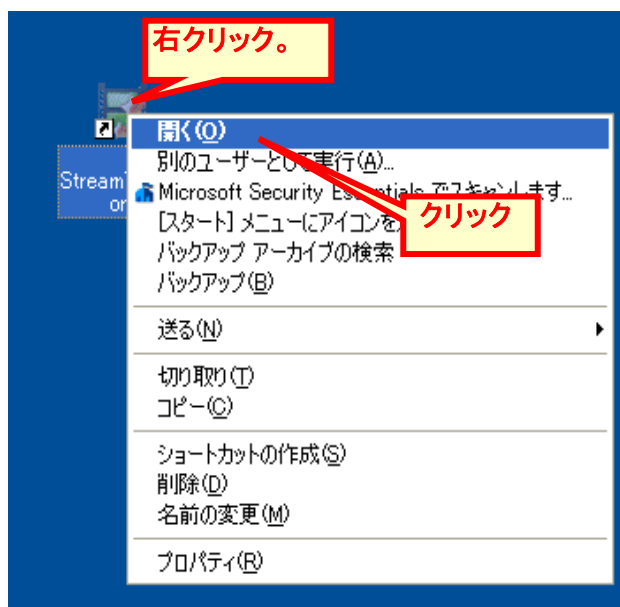 右クリック。
開く(O)
別のユーザーとして実行(A)...
Stream
or
Microsoft Security Essentials でスキャンします...
[スタート] メニューにアイコンを
クリック
バックアップ アーカイブの検索
バックアップ(B)
送る(N)
切り取り(T)
コピー(C)
ショートカットの作成(S)
削除(D)
名前の変更(M)
プロパティ(R)